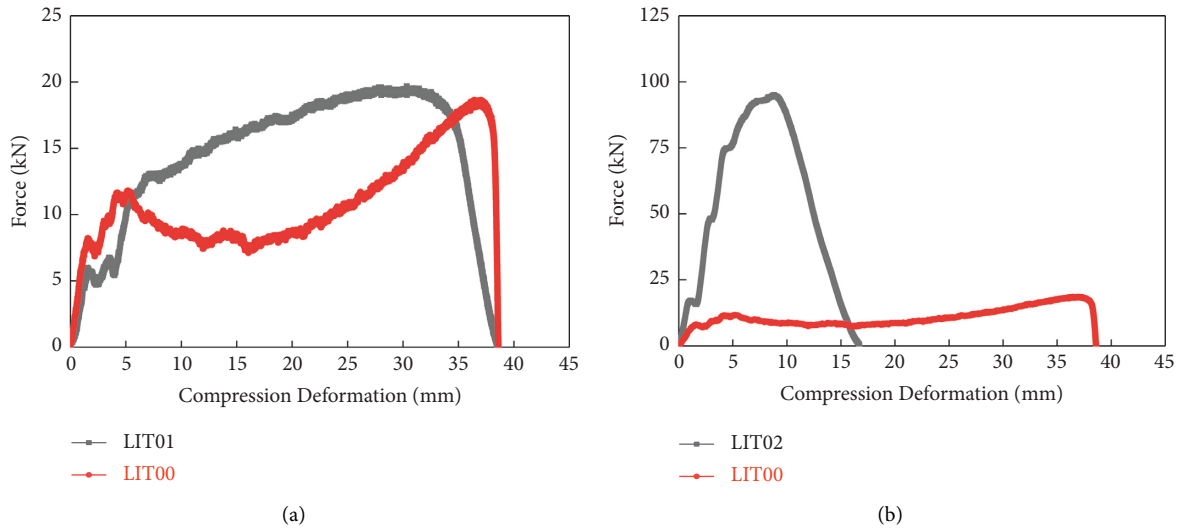 25
20
15
10
5
0
Force (kN)
0 5 10 15 20 25 30 35 40 45
Compression Deformation (mm)
LIT01
LIT00
(a)
125
100
75
50
25
0
Force (kN)
0 5 10 15 20 25 30 35 40 45
Compression Deformation (mm)
LIT02
LIT00
(b)